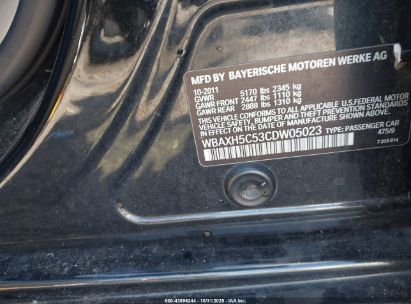 MFD BY BAYERISCHE MOTOREN WERKE AG
10-2011
GVWR 5170 lbs 2345 kg
GAWR FRONT 2447 lbs 1110 kg
GAWR REAR 2888 lbs 1310 kg
THIS VEHICLE CONFORMS TO ALL APPLICABLE U.S. FEDERAL MOTOR
VEHICLE SAFETY, BUMPER AND THEFT PREVENTION STANDARDS
IN EFFECT ON THE DATE OF MANUFACTURE SHOWN ABOVE.
WBAXH5C53CDW05023 TYPE: PASSENGER CAR
475/9